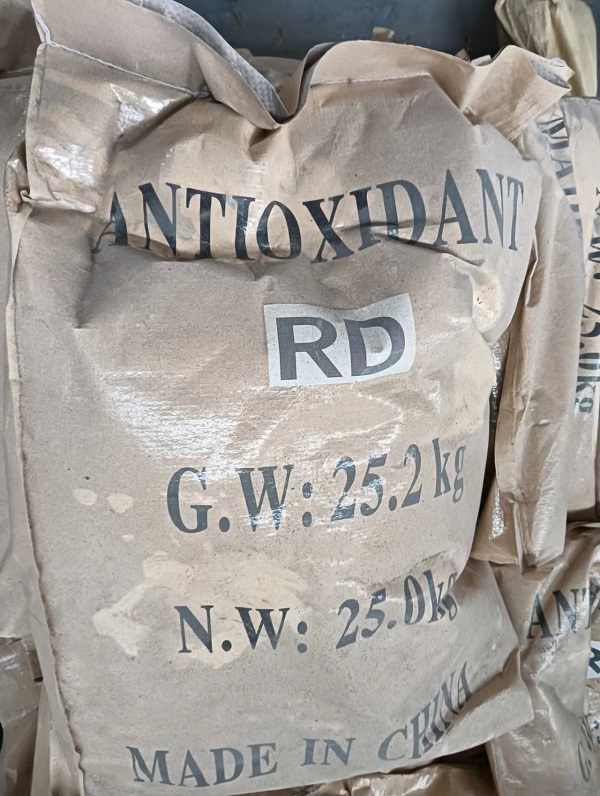 ANTIOXIDANT
RD
G.W: 25.2 kg
N.W: 25.0kg
MADE IN CHINA